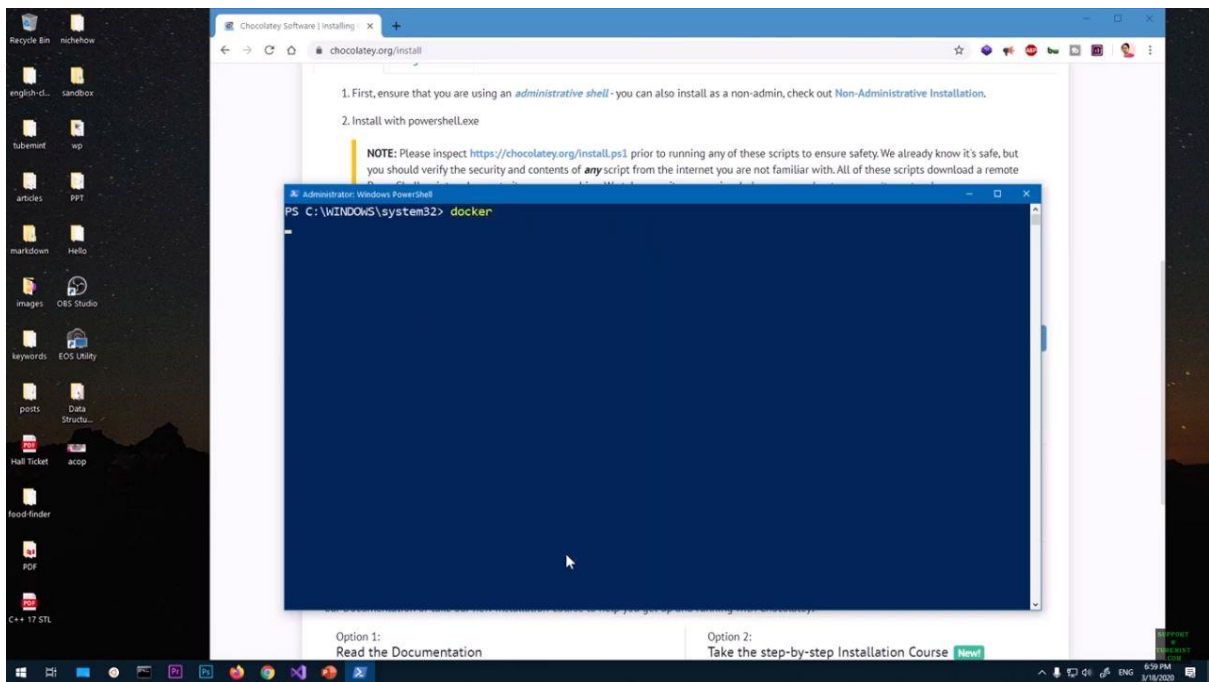 Recycle Bin
nichehow
english-cl...
sandbox
tubemint
wp
articles
PPT
markdown
Hello
images
OBS Studio
keywords
EOS Utility
posts
Data
Structu...
Hall Ticket
acop
food-finder
PDF
C++ 17 STL
Chocolatey Software | Installing
chocolatey.org/install
1. First, ensure that you are using an administrative shell - you can also install as a non-admin, check out Non-Administrative Installation.
2. Install with powershell.exe
NOTE: Please inspect https://chocolatey.org/install.ps1 prior to running any of these scripts to ensure safety. We already know it's safe, but
you should verify the security and contents of any script from the internet you are not familiar with. All of these scripts download a remote
Administrator: Windows PowerShell
PS C:\WINDOWS\system32> docker
Option 1:
Read the Documentation
Option 2:
Take the step-by-step Installation Course New!
SUPPORT
@
TUBEMINT
.COM
ENG
6:59 PM
3/18/2020